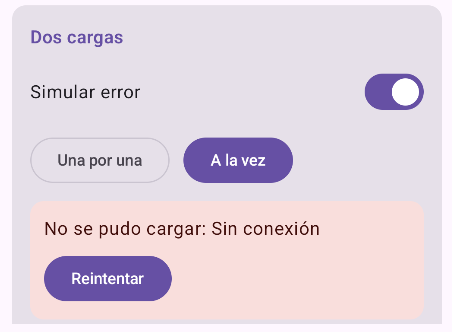 Dos cargas
Simular error
Una por una
A la vez
No se pudo cargar: Sin conexión
Reintentar